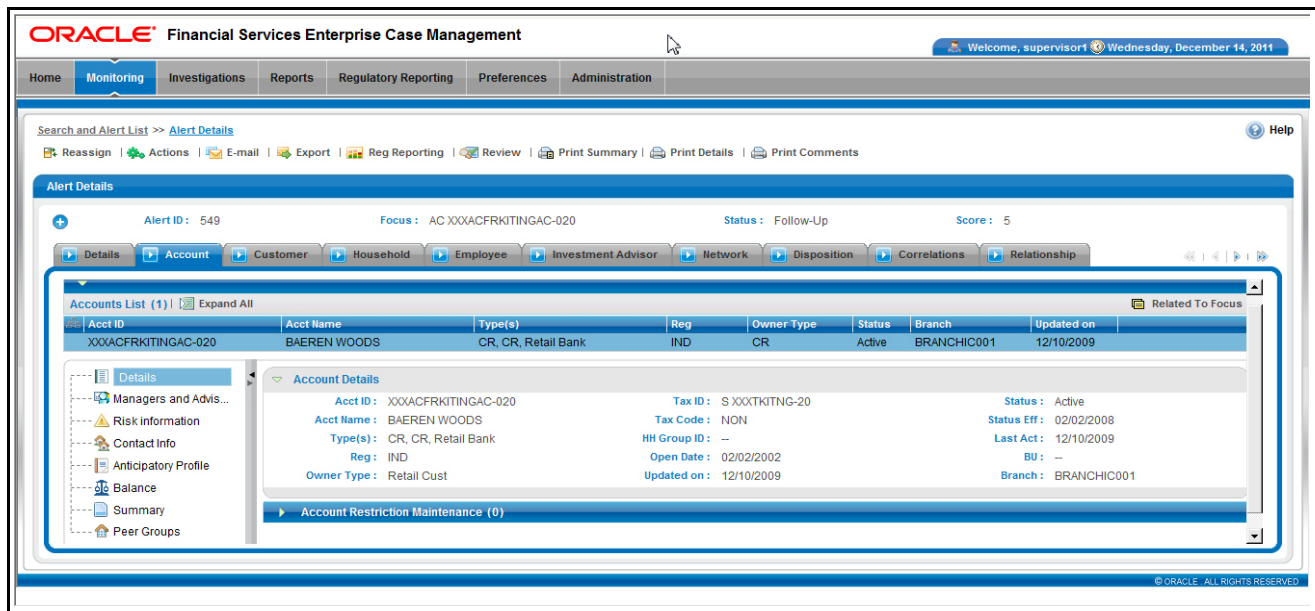 ORACLE® Financial Services Enterprise Case Management
Welcome, supervisor1 Wednesday, December 14, 2011
Home Monitoring Investigations Reports Regulatory Reporting Preferences Administration
Search and Alert List >> Alert Details
Help
Reassign | Actions | E-mail | Export | Reg Reporting | Review | Print Summary | Print Details | Print Comments
Alert Details
Alert ID : 549 Focus : AC XXXACFRKITINGAC-020 Status : Follow-Up Score : 5
Details Account Customer Household Employee Investment Advisor Network Disposition Correlations Relationship
Accounts List (1) | Expand All Related To Focus
Acct ID Acct Name Type(s) Reg Owner Type Status Branch Updated on
XXXACFRKITINGAC-020 BAEREN WOODS CR, CR, Retail Bank IND CR Active BRANCHIC001 12/10/2009
Details
Managers and Advis...
Risk information
Contact Info
Anticipatory Profile
Balance
Summary
Peer Groups
Account Details
Acct ID : XXXACFRKITINGAC-020 Tax ID : S XXXTKITNG-20 Status : Active
Acct Name : BAEREN WOODS Tax Code : NON Status Eff : 02/02/2008
Type(s) : CR, CR, Retail Bank HH Group ID : -- Last Act : 12/10/2009
Reg : IND Open Date : 02/02/2002 BU : --
Owner Type : Retail Cust Updated on : 12/10/2009 Branch : BRANCHIC001
Account Restriction Maintenance (0)
© ORACLE . ALL RIGHTS RESERVED